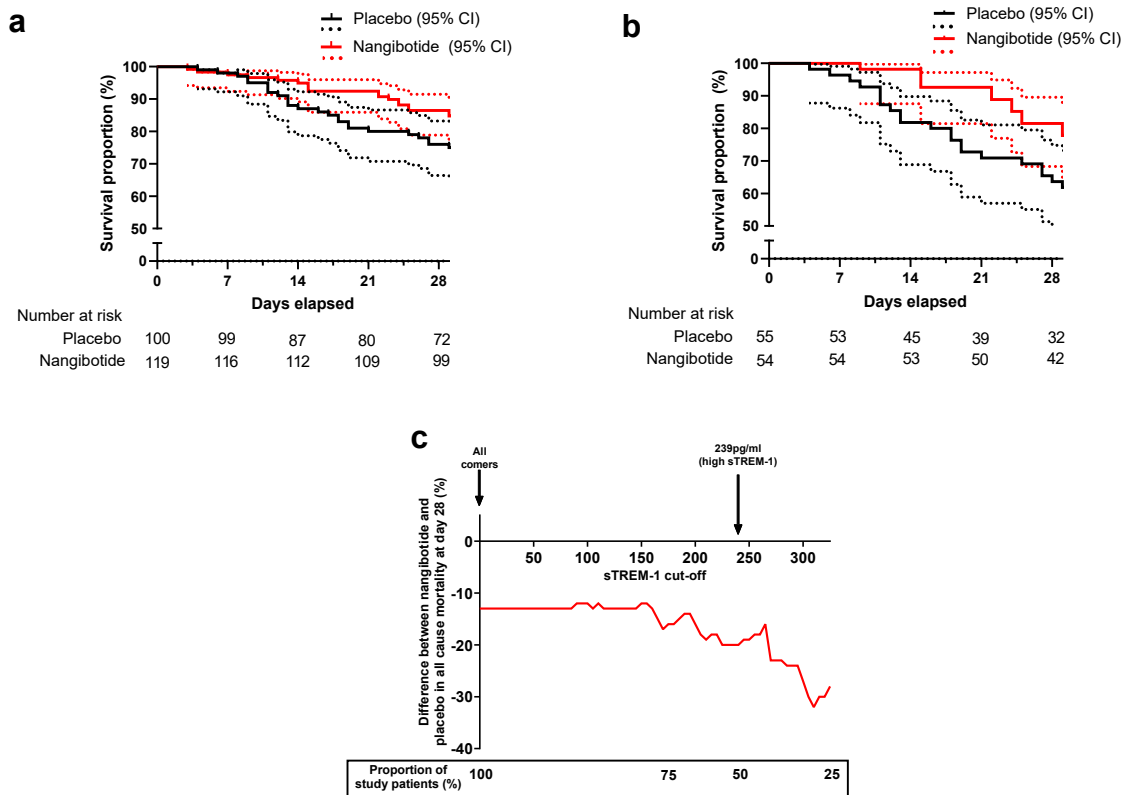 a
Placebo (95% CI)
Nangibotide (95% CI)
Survival proportion (%)
100
90
80
70
60
50
0
0 7 14 21 28
Days elapsed
Number at risk
Placebo 100 99 87 80 72
Nangibotide 119 116 112 109 99
b
Placebo (95% CI)
Nangibotide (95% CI)
Survival proportion (%)
100
90
80
70
60
50
0
0 7 14 21 28
Days elapsed
Number at risk
Placebo 55 53 45 39 32
Nangibotide 54 54 53 50 42
c
All
comers
239pg/ml
(high sTREM-1)
Difference between nangibotide and
placebo in all cause mortality at day 28 (%)
0
-10
-20
-30
-40
50 100 150 200 250 300
sTREM-1 cut-off
Proportion of
study patients (%)
100 75 50 25